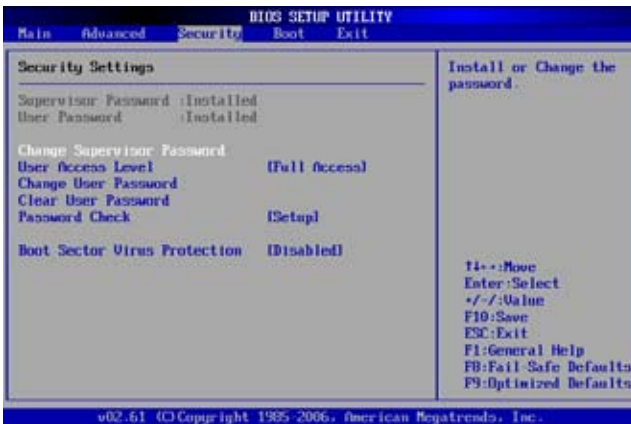 BIOS SETUP UTILITY
Main Advanced Security Boot Exit
Security Settings
Supervisor Password :Installed
User Password :Installed
Change Supervisor Password
User Access Level [Full Access]
Change User Password
Clear User Password
Password Check [Setup]
Boot Sector Virus Protection [Disabled]
Install or Change the
password.
↑↓←→:Move
Enter:Select
+/-/:Value
F10:Save
ESC:Exit
F1:General Help
F8:Fail-Safe Defaults
F9:Optimized Defaults
v02.61 (C)Copyright 1985-2006, American Megatrends, Inc.